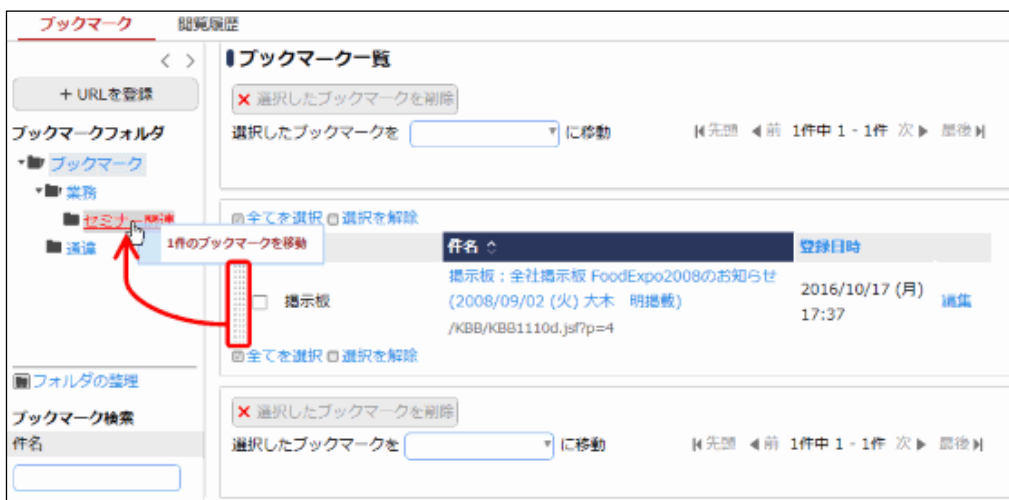 ブックマーク 閲覧履歴
< >
+ URLを登録
ブックマークフォルダ
ブックマーク
業務
セミナー関連
通達
フォルダの整理
ブックマーク検索
件名
ブックマーク一覧
選択したブックマークを削除
選択したブックマークを に移動 先頭 前 1件中 1 - 1件 次 最後
全てを選択 選択を解除
1件のブックマークを移動
件名 登録日時
掲示板 掲示板:全社掲示板 FoodExpo2008のお知らせ
(2008/09/02 (火) 大木 明掲載)
/KBB/KBB1110d.jsf?p=4
2016/10/17 (月)
17:37
編集
全てを選択 選択を解除
選択したブックマークを削除
選択したブックマークを に移動 先頭 前 1件中 1 - 1件 次 最後